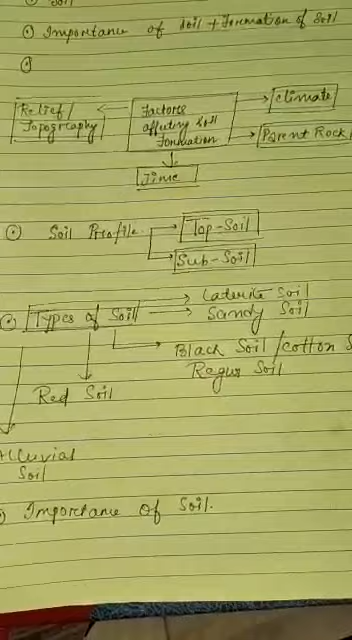 Soil
Importance of Soil + Formation of Soil
Relief/
Topography
Factors
affecting Soil
Formation
Climate
Parent Rock
Time
Soil Profile
Top-Soil
Sub-Soil
Types of Soil
Laterite Soil
Sandy Soil
Black Soil/cotton S
Regur Soil
Red Soil
Alluvial
Soil
Importance of Soil.